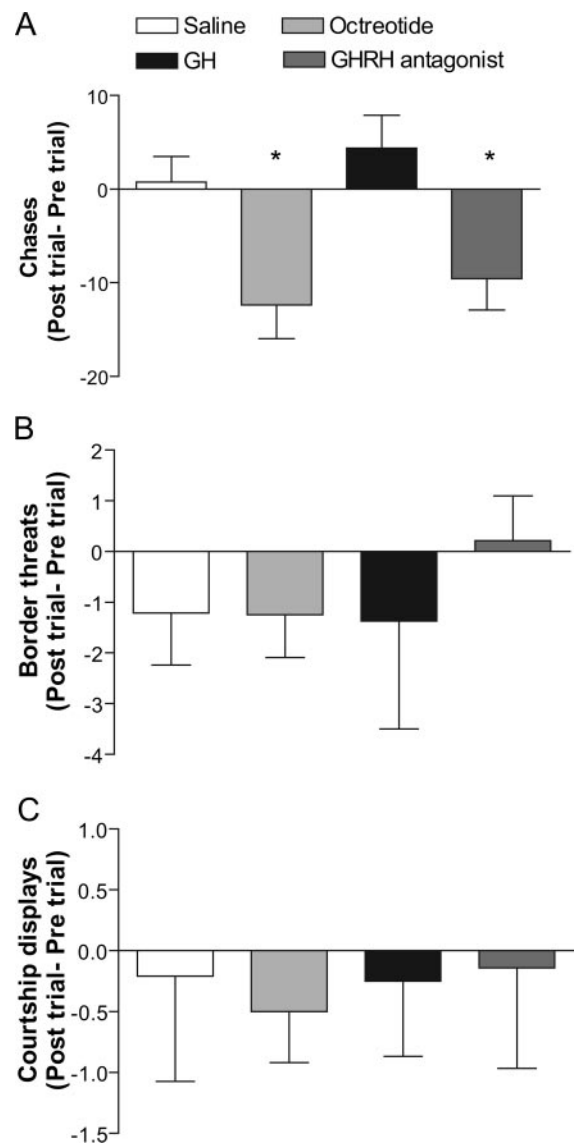 A
Saline
Octreotide
GH
GHRH antagonist
Chases
(Post trial- Pre trial)
10
0
-10
-20
*
*
B
Border threats
(Post trial- Pre trial)
2
1
0
-1
-2
-3
-4
C
Courtship displays
(Post trial- Pre trial)
1.0
0.5
0.0
-0.5
-1.0
-1.5